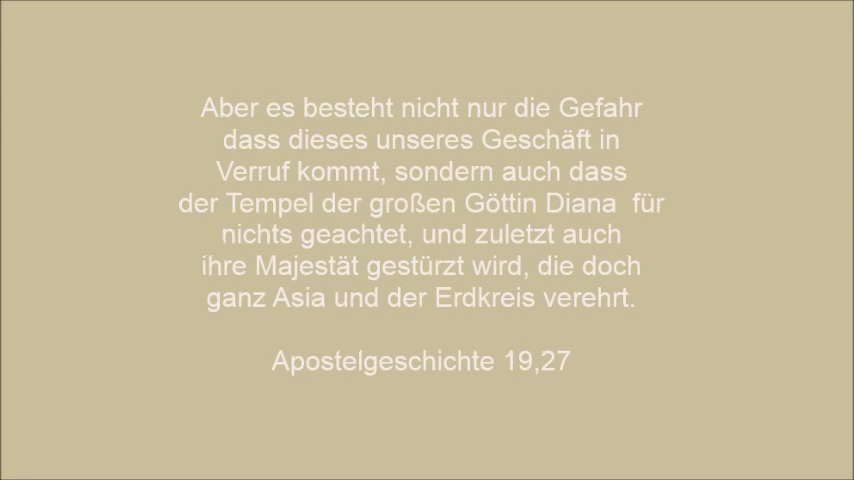 Aber es besteht nicht nur die Gefahr
dass dieses unseres Geschäft in
Verruf kommt, sondern auch dass
der Tempel der großen Göttin Diana  für
nichts geachtet, und zuletzt auch
ihre Majestät gestürzt wird, die doch
ganz Asia und der Erdkreis verehrt.
Apostelgeschichte 19,27